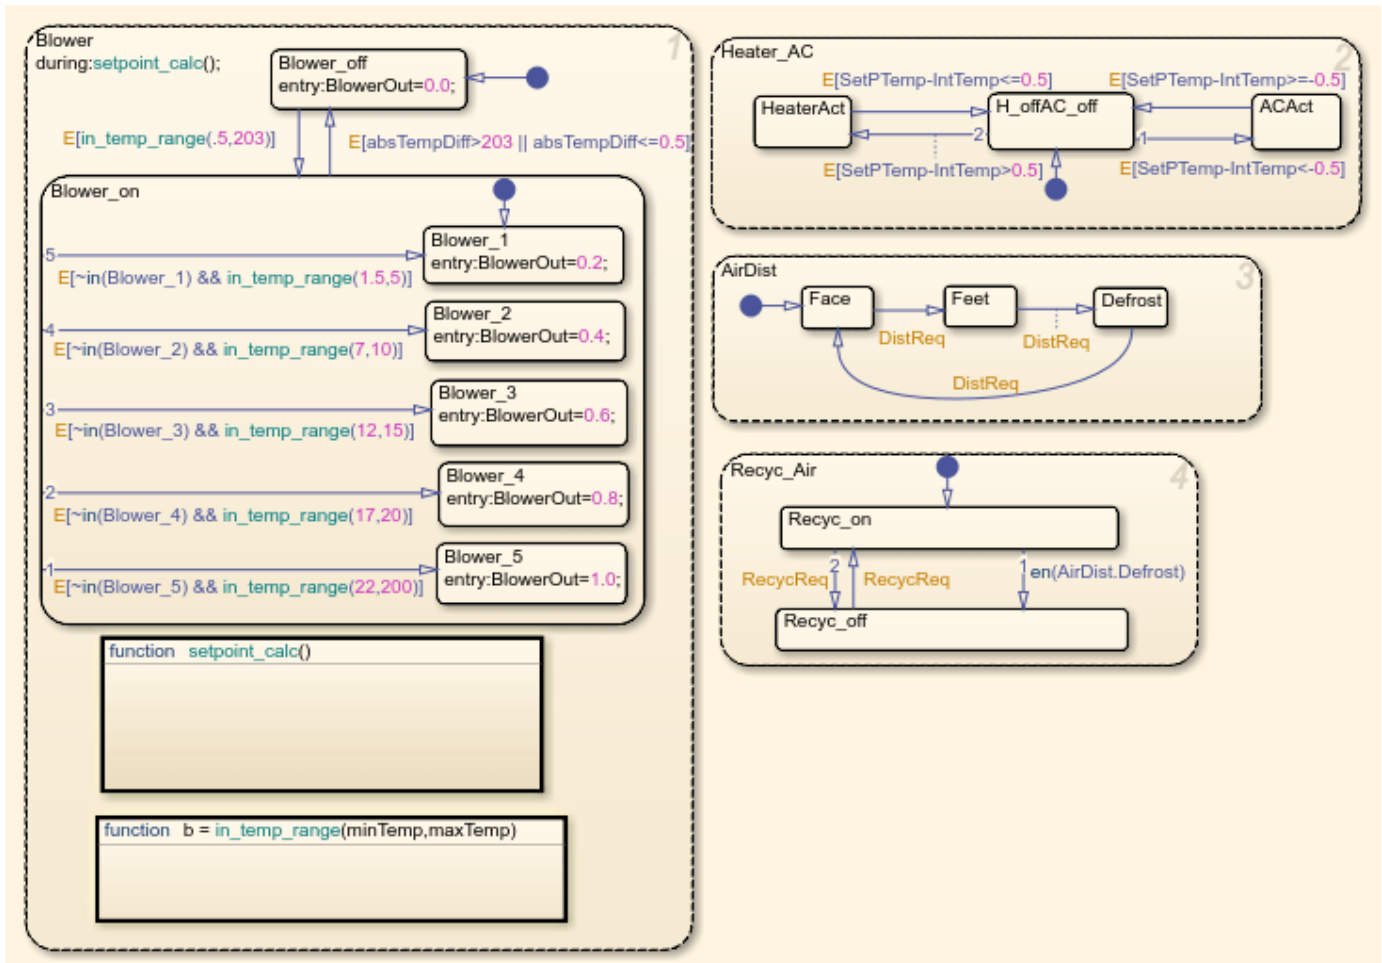 Blower
during:setpoint_calc();
1
Blower_off
entry:BlowerOut=0.0;
E[in_temp_range(.5,203)]
E[absTempDiff>203 || absTempDiff<=0.5]
Blower_on
5
E[~in(Blower_1) && in_temp_range(1.5,5)]
Blower_1
entry:BlowerOut=0.2;
4
E[~in(Blower_2) && in_temp_range(7,10)]
Blower_2
entry:BlowerOut=0.4;
3
E[~in(Blower_3) && in_temp_range(12,15)]
Blower_3
entry:BlowerOut=0.6;
2
E[~in(Blower_4) && in_temp_range(17,20)]
Blower_4
entry:BlowerOut=0.8;
1
E[~in(Blower_5) && in_temp_range(22,200)]
Blower_5
entry:BlowerOut=1.0;
function setpoint_calc()
function b = in_temp_range(minTemp,maxTemp)
Heater_AC
2
E[SetPTemp-IntTemp<=0.5]
E[SetPTemp-IntTemp>=-0.5]
HeaterAct
H_offAC_off
ACAct
2
1
E[SetPTemp-IntTemp>0.5]
E[SetPTemp-IntTemp<-0.5]
AirDist
3
Face
Feet
Defrost
DistReq
DistReq
DistReq
Recyc_Air
4
Recyc_on
2
RecycReq
RecycReq
1
en(AirDist.Defrost)
Recyc_off